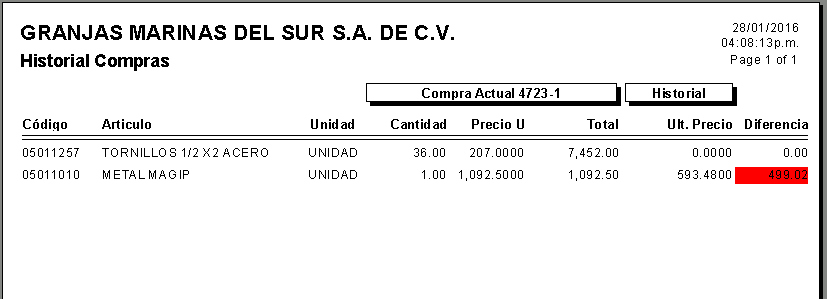 GRANJAS MARINAS DEL SUR S.A. DE C.V.
28/01/2016
04:08:13p.m.
Historial Compras
Page 1 of 1
Compra Actual 4723-1 Historial
Código Articulo Unidad Cantidad Precio U Total Ult. Precio Diferencia
05011257 TORNILLOS 1/2 X2 ACERO UNIDAD 36.00 207.0000 7,452.00 0.0000 0.00
05011010 METAL MAGIP UNIDAD 1.00 1,092.5000 1,092.50 593.4800 499.02